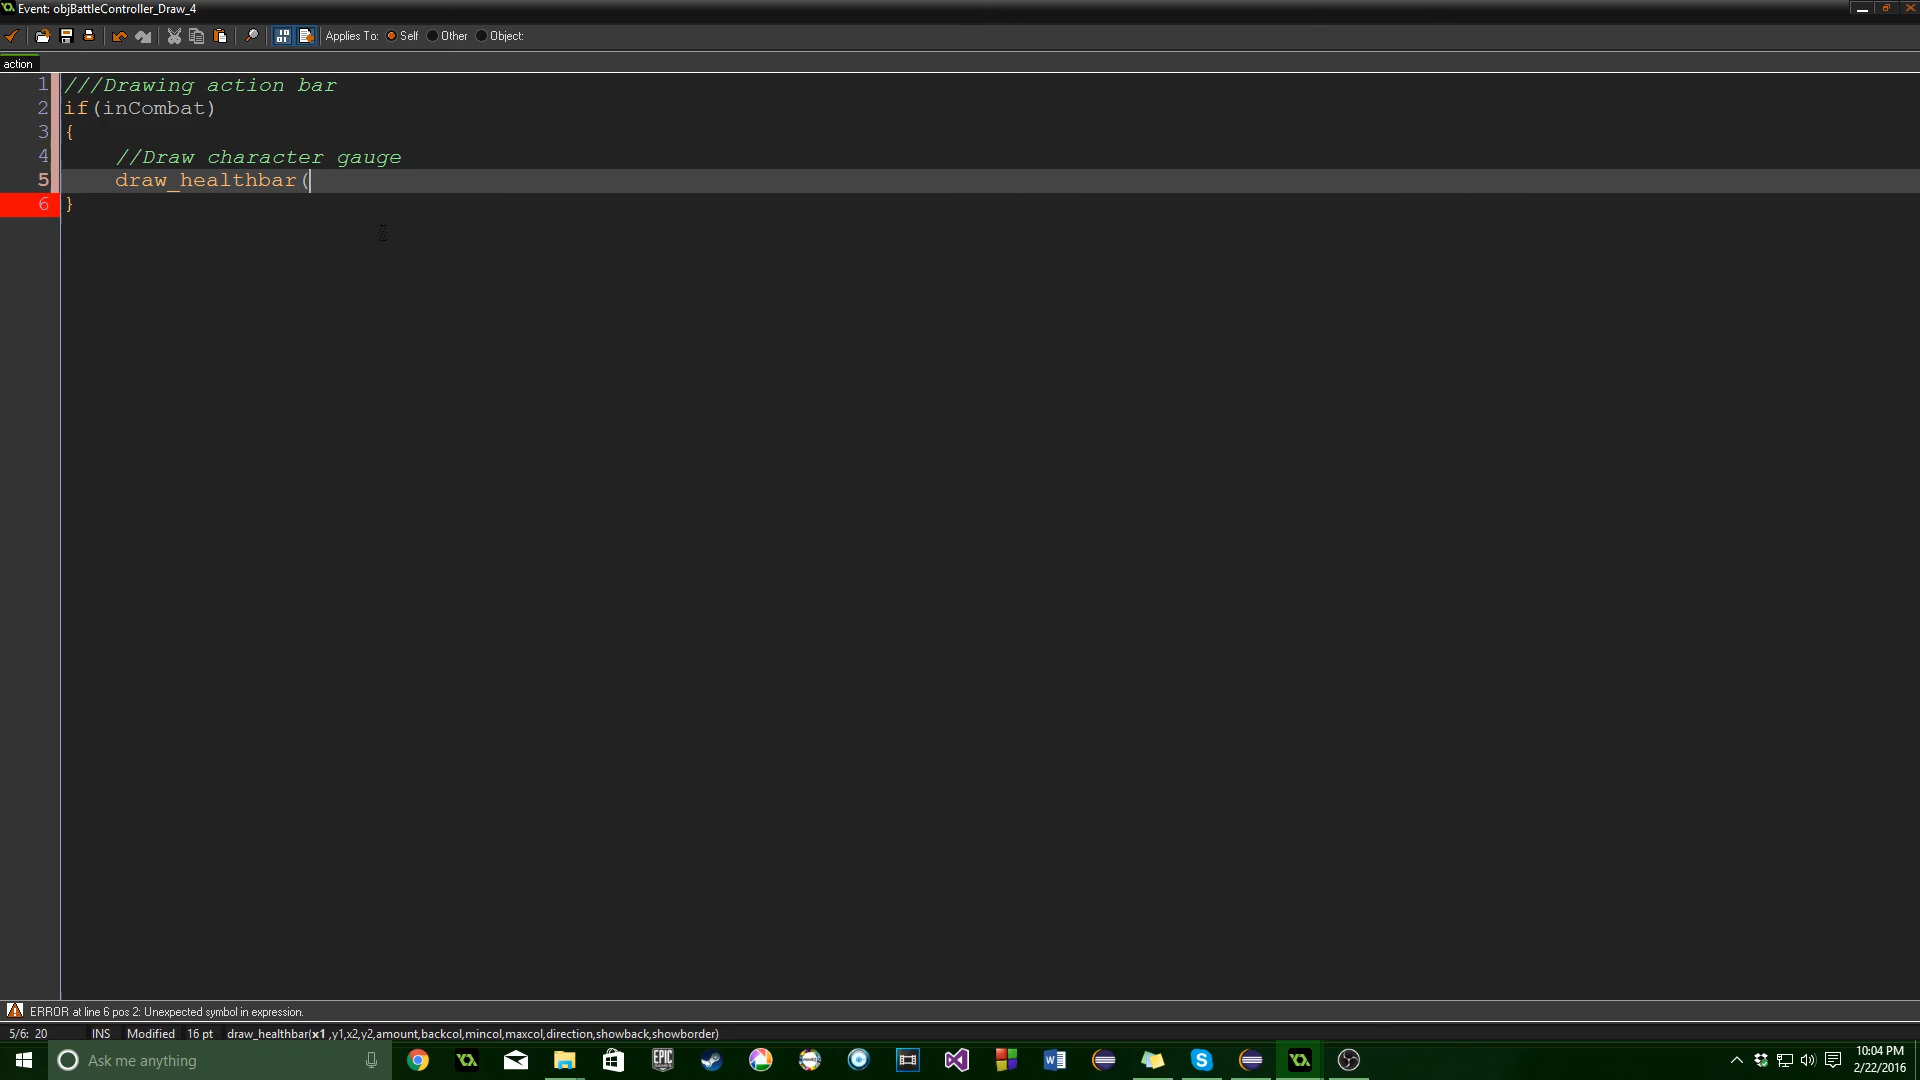 Event: objBattleController_Draw_4
Applies To: Self Other Object:
action
1 ///Drawing action bar
2 if(inCombat)
3 {
4 //Draw character gauge
5 draw_healthbar(
6 }
ERROR at line 6 pos 2: Unexpected symbol in expression.
5/6: 20 INS Modified 16 pt draw_healthbar(x1 ,y1,x2,y2,amount,backcol,mincol,maxcol,direction,showback,showborder)
Ask me anything
EPIC
10:04 PM
2/22/2016